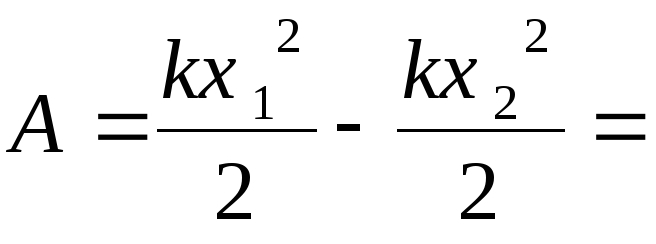 A = kx₁²/2 - kx₂²/2 =